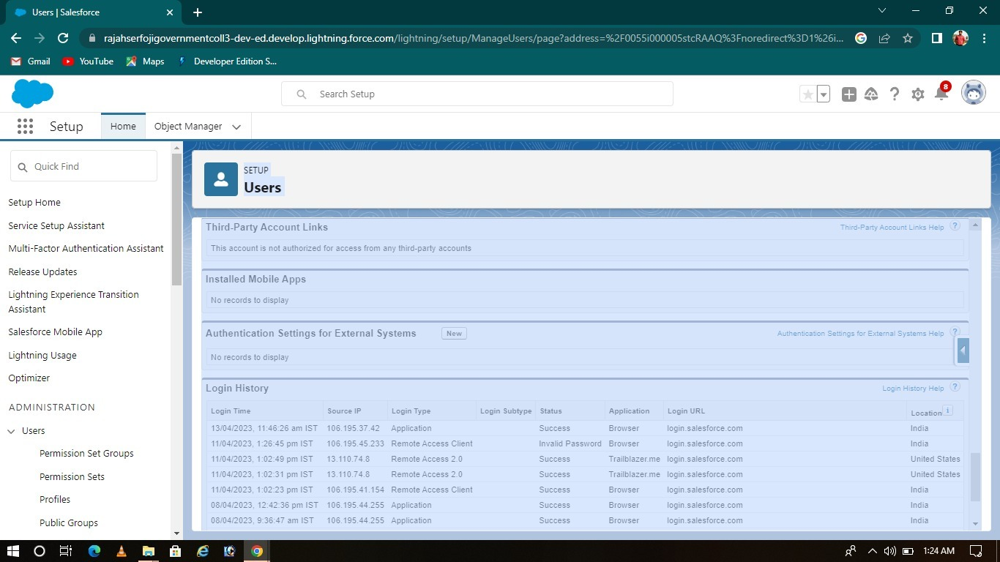 Users | Salesforce
rajahserfojigovernmentcoll3-dev-ed.develop.lightning.force.com/lightning/setup/ManageUsers/page?address=%2F0055i000005stcRAAQ%3Fnoredirect%3D1%26i...
Gmail YouTube Maps Developer Edition S...
Search Setup
8
Setup Home Object Manager
Quick Find
Setup Home
Service Setup Assistant
Multi-Factor Authentication Assistant
Release Updates
Lightning Experience Transition
Assistant
Salesforce Mobile App
Lightning Usage
Optimizer
ADMINISTRATION
Users
Permission Set Groups
Permission Sets
Profiles
Public Groups
SETUP
Users
Third-Party Account Links Third-Party Account Links Help ?
This account is not authorized for access from any third-party accounts
Installed Mobile Apps
No records to display
Authentication Settings for External Systems New Authentication Settings for External Systems Help ?
No records to display
Login History Login History Help ?
Login Time Source IP Login Type Login Subtype Status Application Login URL Location i
13/04/2023, 11:46:26 am IST 106.195.37.42 Application Success Browser login.salesforce.com India
11/04/2023, 1:26:45 pm IST 106.195.45.233 Remote Access Client Invalid Password Browser login.salesforce.com India
11/04/2023, 1:02:49 pm IST 13.110.74.8 Remote Access 2.0 Success Trailblazer.me login.salesforce.com United States
11/04/2023, 1:02:31 pm IST 13.110.74.8 Remote Access 2.0 Success Trailblazer.me login.salesforce.com United States
11/04/2023, 1:02:23 pm IST 106.195.41.154 Remote Access Client Success Browser login.salesforce.com India
08/04/2023, 12:42:36 pm IST 106.195.44.255 Application Success Browser login.salesforce.com India
08/04/2023, 9:36:47 am IST 106.195.44.255 Application Success Browser login.salesforce.com India
1:24 AM